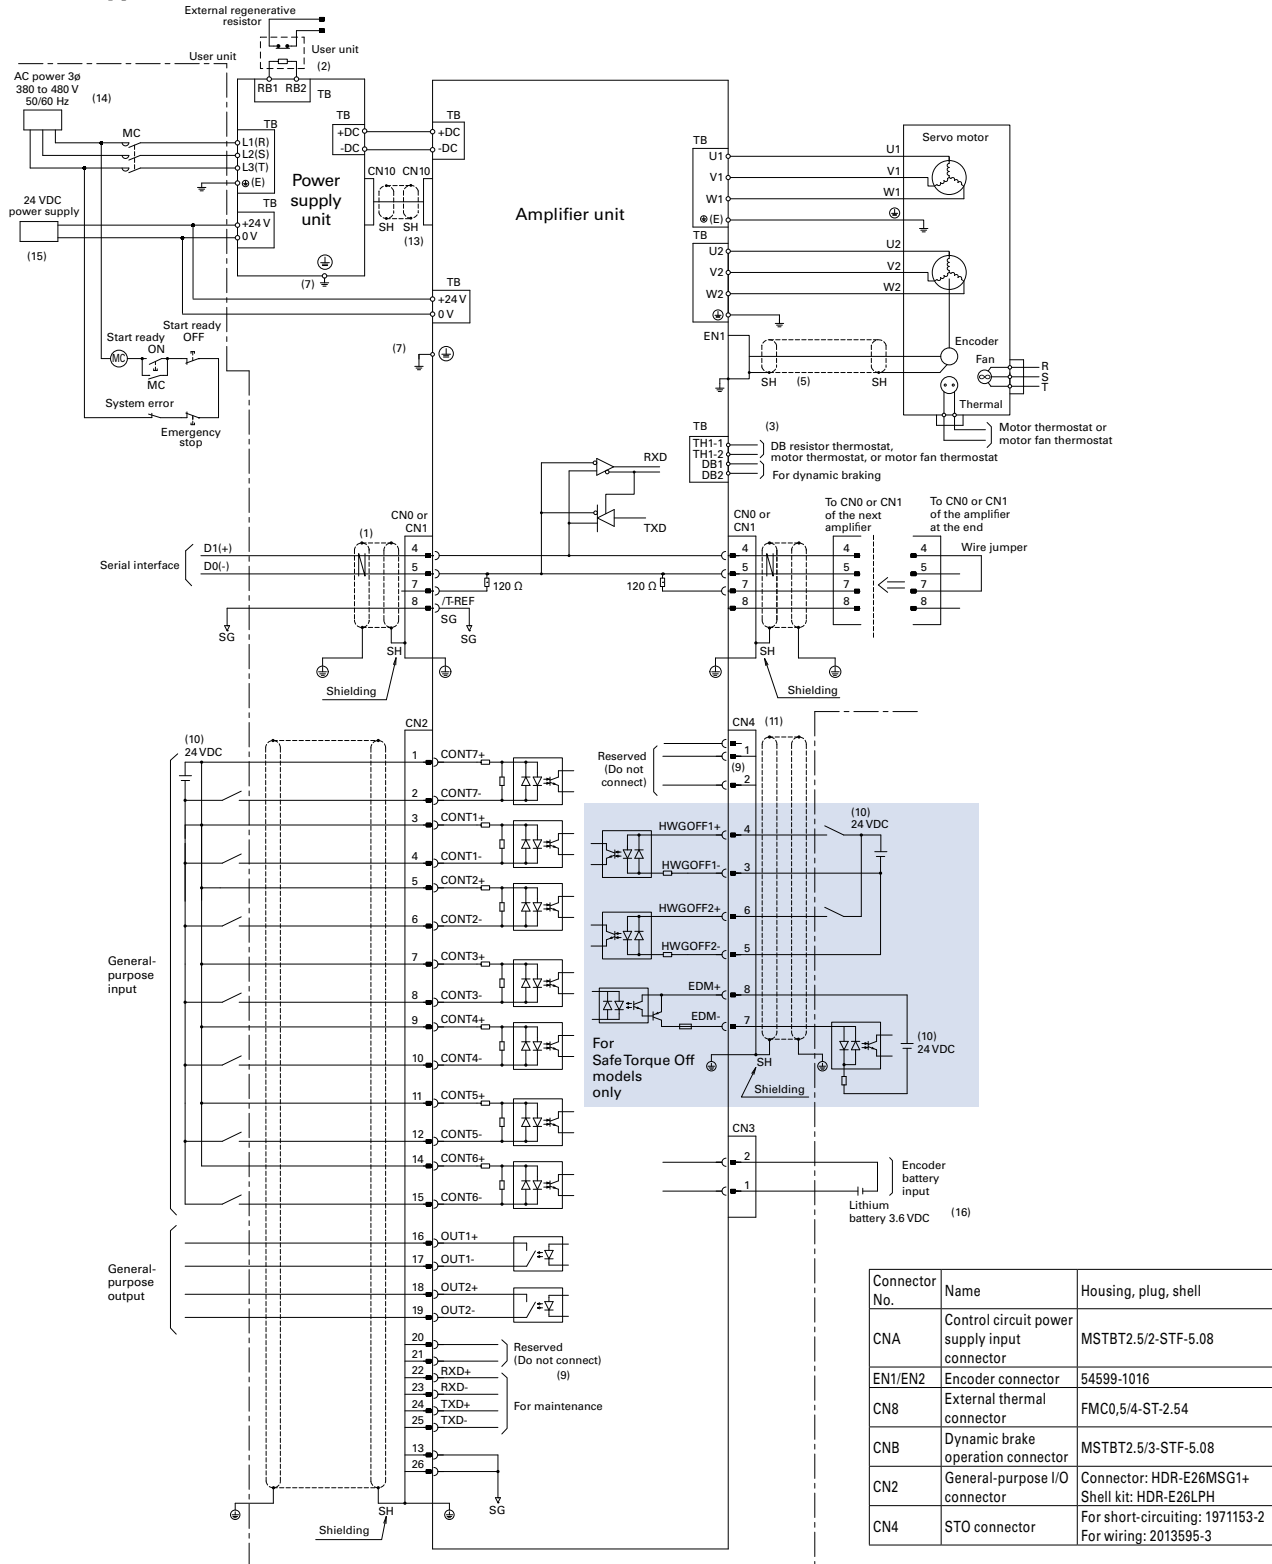 External regenerative
resistor
User unit
(2)
User unit
AC power 3ø
380 to 480 V
50/60 Hz
(14)
RB1 RB2
TB
MC
TB
L1(R)
L2(S)
L3(T)
(E)
TB
+DC
-DC
TB
+DC
-DC
CN10 CN10
SH SH
(13)
Power
supply
unit
24 VDC
power supply
(15)
TB
+24 V
0 V
(7)
Amplifier unit
TB
+24 V
0 V
(7)
Start ready
ON
Start ready
OFF
MC
MC
System error
Emergency
stop
TB
U1
V1
W1
(E)
U1
V1
W1
Servo motor
TB
U2
V2
W2
U2
V2
W2
EN1
SH
(5)
SH
Encoder
Fan
R
S
T
Thermal
Motor thermostat or
motor fan thermostat
TB
(3)
TH1-1
TH1-2
DB1
DB2
DB resistor thermostat,
motor thermostat, or motor fan thermostat
For dynamic braking
RXD
TXD
Serial interface
D1(+)
D0(-)
(1)
CN0 or
CN1
4
5
7
8
120 Ω
/T-REF
SG
SG
SG
SH
Shielding
120 Ω
CN0 or
CN1
4
5
7
8
SH
Shielding
To CN0 or CN1
of the next
amplifier
4
5
7
8
To CN0 or CN1
of the amplifier
at the end
4
5
7
8
Wire jumper
CN2
(10)
24 VDC
General-
purpose
input
1 CONT7+
2 CONT7-
3 CONT1+
4 CONT1-
5 CONT2+
6 CONT2-
7 CONT3+
8 CONT3-
9 CONT4+
10 CONT4-
11 CONT5+
12 CONT5-
14 CONT6+
15 CONT6-
General-
purpose
output
16 OUT1+
17 OUT1-
18 OUT2+
19 OUT2-
20
21
Reserved
(Do not connect)
(9)
22 RXD+
23 RXD-
24 TXD+
25 TXD-
For maintenance
13
26
SG
SH
Shielding
CN4
(11)
Reserved
(Do not
connect)
1
(9)
2
HWGOFF1+ 4
HWGOFF1- 3
HWGOFF2+ 6
HWGOFF2- 5
EDM+ 8
EDM- 7
(10)
24 VDC
(10)
24 VDC
For
Safe Torque Off
models
only
SH
Shielding
CN3
2
1
Encoder
battery
input
Lithium
battery 3.6 VDC
(16)
Connector
No.
Name
Housing, plug, shell
CNA
Control circuit power
supply input
connector
MSTBT2.5/2-STF-5.08
EN1/EN2
Encoder connector
54599-1016
CN8
External thermal
connector
FMC0,5/4-ST-2.54
CNB
Dynamic brake
operation connector
MSTBT2.5/3-STF-5.08
CN2
General-purpose I/O
connector
Connector: HDR-E26MSG1+
Shell kit: HDR-E26LPH
CN4
STO connector
For short-circuiting: 1971153-2
For wiring: 2013595-3